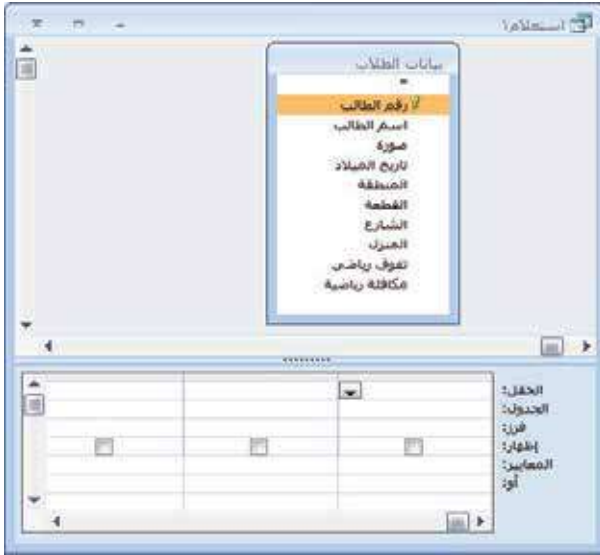 استعلام1
بيانات الطلاب
*
رقم الطالب
اسم الطالب
صورة
تاريخ الميلاد
المنطقة
القطعة
الشارع
المنزل
تفوق رياضي
مكافئة رياضية
الحقل:
الجدول:
فرز:
إظهار:
المعايير:
أو: